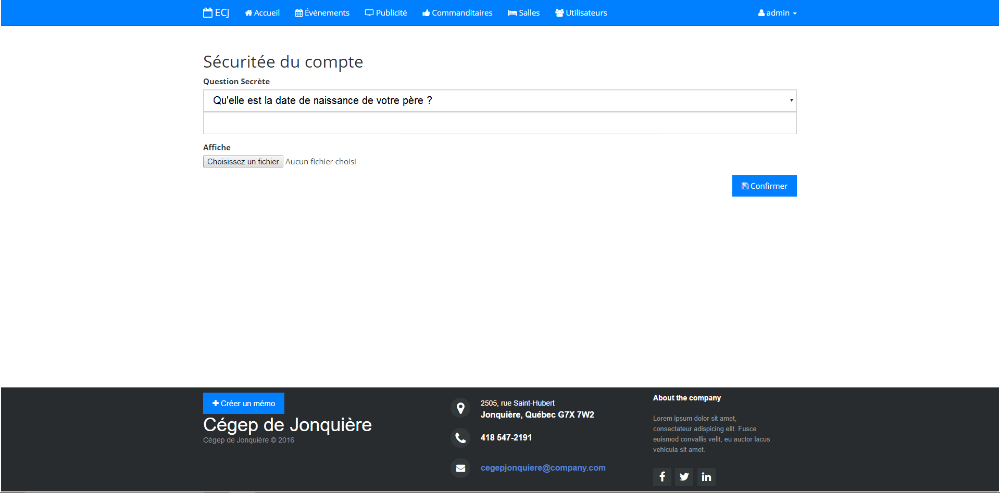 ECJ Accueil Événements Publicité Commanditaires Salles Utilisateurs admin
Sécuritée du compte
Question Secrète
Qu'elle est la date de naissance de votre père ?
Affiche
Choisissez un fichier Aucun fichier choisi
Confirmer
Créer un mémo
Cégep de Jonquière
Cégep de Jonquière © 2016
2505, rue Saint-Hubert
Jonquière, Québec G7X 7W2
418 547-2191
cegepjonquiere@company.com
About the company
Lorem ipsum dolor sit amet,
consectateur adispicing elit. Fusce
euismod convallis velit, eu auctor lacus
vehicula sit amet.